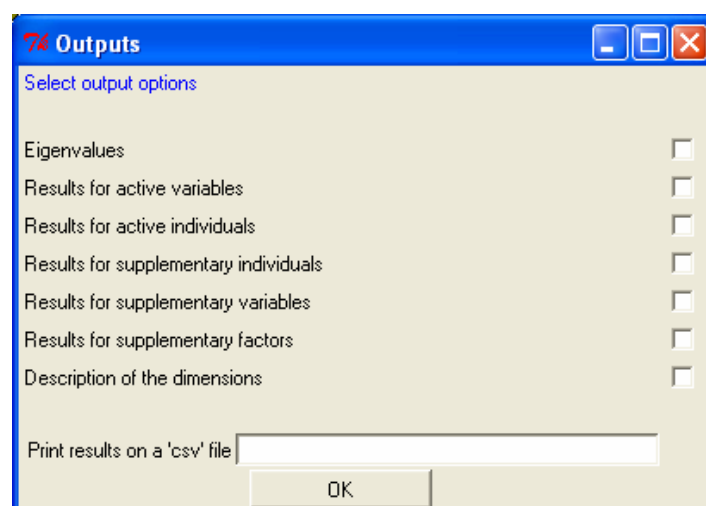 Outputs
Select output options
Eigenvalues
Results for active variables
Results for active individuals
Results for supplementary individuals
Results for supplementary variables
Results for supplementary factors
Description of the dimensions
Print results on a 'csv' file
OK